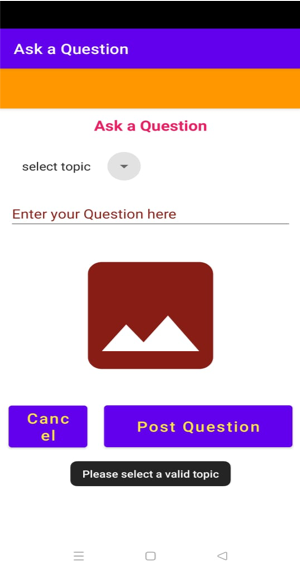 Ask a Question
Ask a Question
select topic
Enter your Question here
Canc
el
Post Question
Please select a valid topic